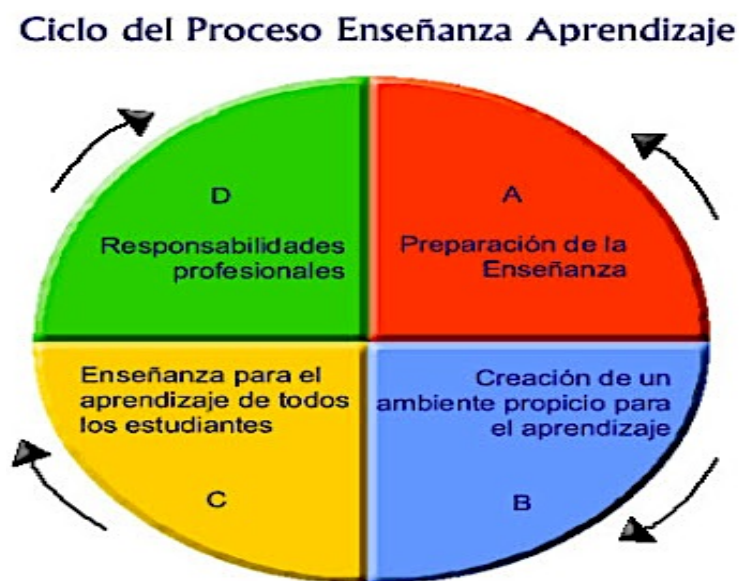 Ciclo del Proceso Enseñanza Aprendizaje
D
Responsabilidades
profesionales
A
Preparación de la
Enseñanza
Enseñanza para el
aprendizaje de todos
los estudiantes
C
Creación de un
ambiente propicio para
el aprendizaje
B